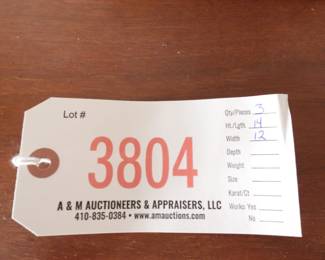 Lot #
3804
A & M AUCTIONEERS & APPRAISERS, LLC
410-835-0384 • www.amauctions.com
Qty/Pieces 3
Ht./Lgth 14
Width 12
Depth
Weight
Size
Karat/Ct
Works: Yes
No